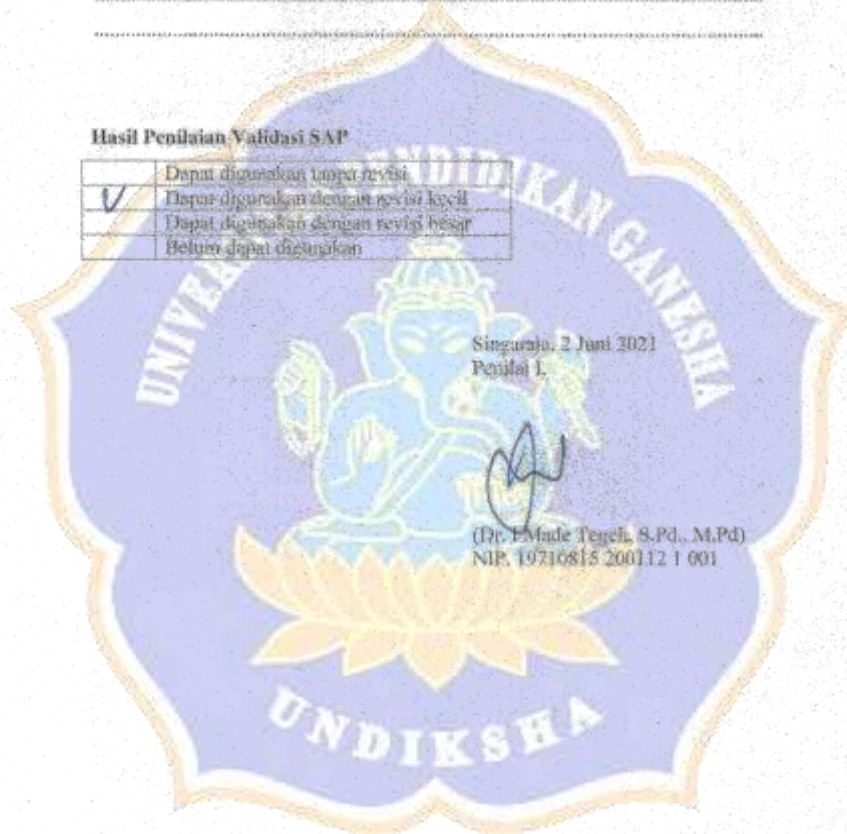 Hasil Penilaian Validasi SAP
Dapat digunakan tanpa revisi
V Dapat digunakan dengan revisi kecil
Dapat digunakan dengan revisi besar
Belum dapat digunakan
UNIVERSITAS PENDIDIKAN GANESHA
Singaraja, 2 Juni 2021
Penilai I,
(Dr. I Made Tegeh, S.Pd., M.Pd)
NIP. 19710815 200112 1 001
UNDIKSHA